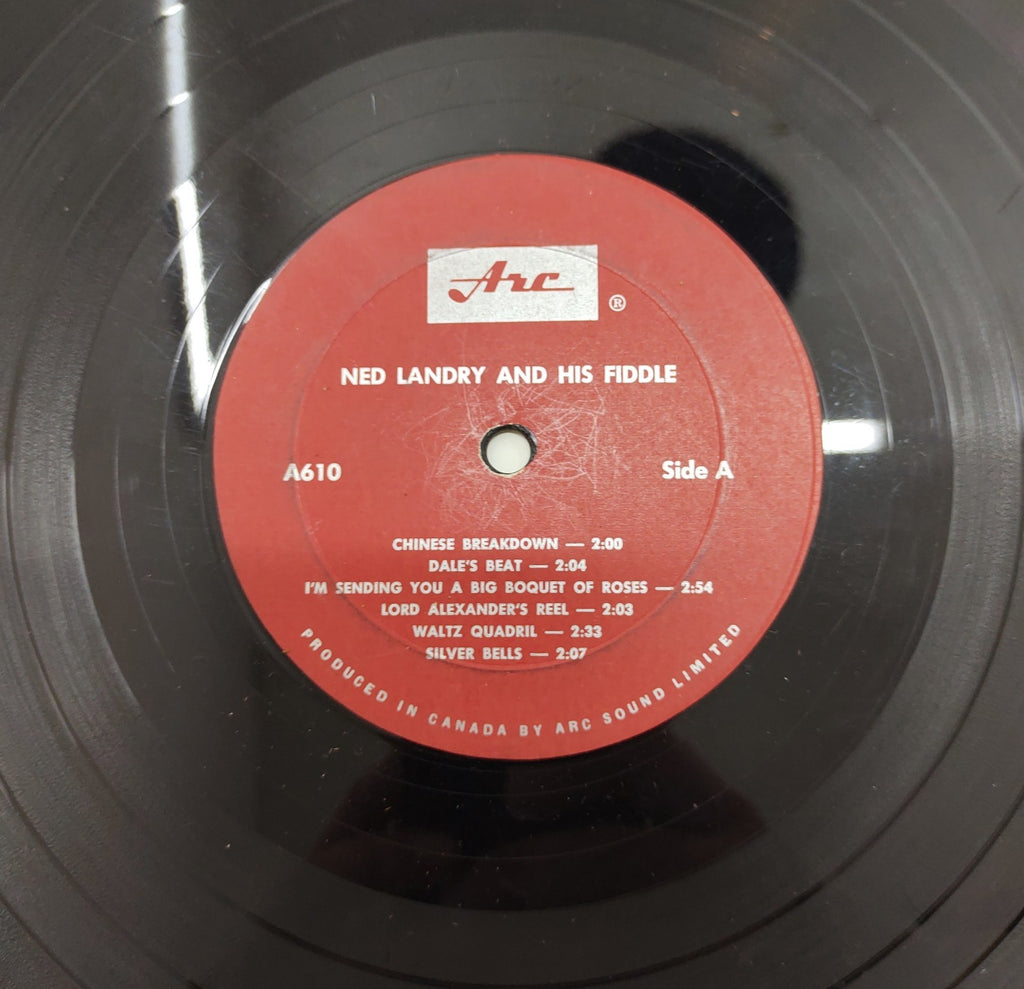 Arc ®
NED LANDRY AND HIS FIDDLE
A610
Side A
CHINESE BREAKDOWN — 2:00
DALE'S BEAT — 2:04
I'M SENDING YOU A BIG BOQUET OF ROSES — 2:54
LORD ALEXANDER'S REEL — 2:03
WALTZ QUADRIL — 2:33
SILVER BELLS — 2:07
PRODUCED IN CANADA BY ARC SOUND LIMITED